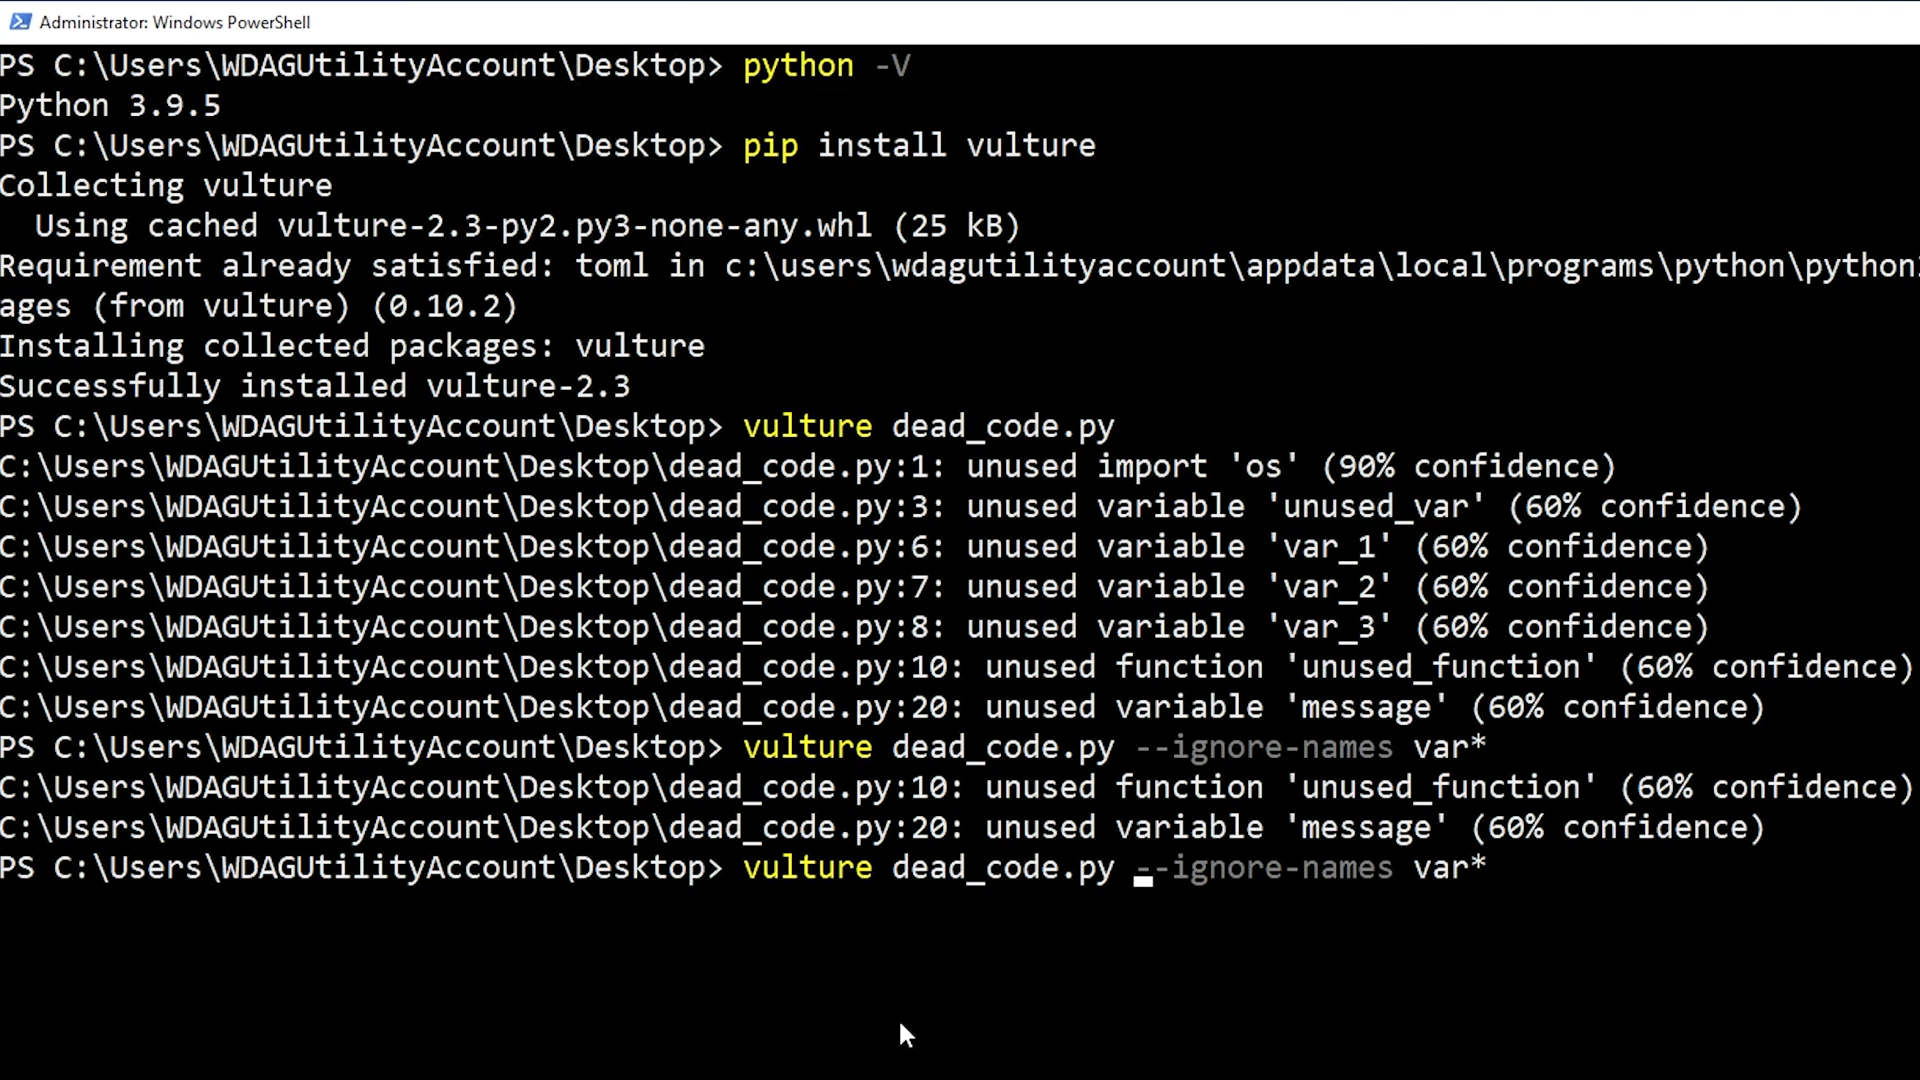 Administrator: Windows PowerShell
PS C:\Users\WDAGUtilityAccount\Desktop> python -V
Python 3.9.5
PS C:\Users\WDAGUtilityAccount\Desktop> pip install vulture
Collecting vulture
  Using cached vulture-2.3-py2.py3-none-any.whl (25 kB)
Requirement already satisfied: toml in c:\users\wdagutilityaccount\appdata\local\programs\python\python
ages (from vulture) (0.10.2)
Installing collected packages: vulture
Successfully installed vulture-2.3
PS C:\Users\WDAGUtilityAccount\Desktop> vulture dead_code.py
C:\Users\WDAGUtilityAccount\Desktop\dead_code.py:1: unused import 'os' (90% confidence)
C:\Users\WDAGUtilityAccount\Desktop\dead_code.py:3: unused variable 'unused_var' (60% confidence)
C:\Users\WDAGUtilityAccount\Desktop\dead_code.py:6: unused variable 'var_1' (60% confidence)
C:\Users\WDAGUtilityAccount\Desktop\dead_code.py:7: unused variable 'var_2' (60% confidence)
C:\Users\WDAGUtilityAccount\Desktop\dead_code.py:8: unused variable 'var_3' (60% confidence)
C:\Users\WDAGUtilityAccount\Desktop\dead_code.py:10: unused function 'unused_function' (60% confidence)
C:\Users\WDAGUtilityAccount\Desktop\dead_code.py:20: unused variable 'message' (60% confidence)
PS C:\Users\WDAGUtilityAccount\Desktop> vulture dead_code.py --ignore-names var*
C:\Users\WDAGUtilityAccount\Desktop\dead_code.py:10: unused function 'unused_function' (60% confidence)
C:\Users\WDAGUtilityAccount\Desktop\dead_code.py:20: unused variable 'message' (60% confidence)
PS C:\Users\WDAGUtilityAccount\Desktop> vulture dead_code.py --ignore-names var*